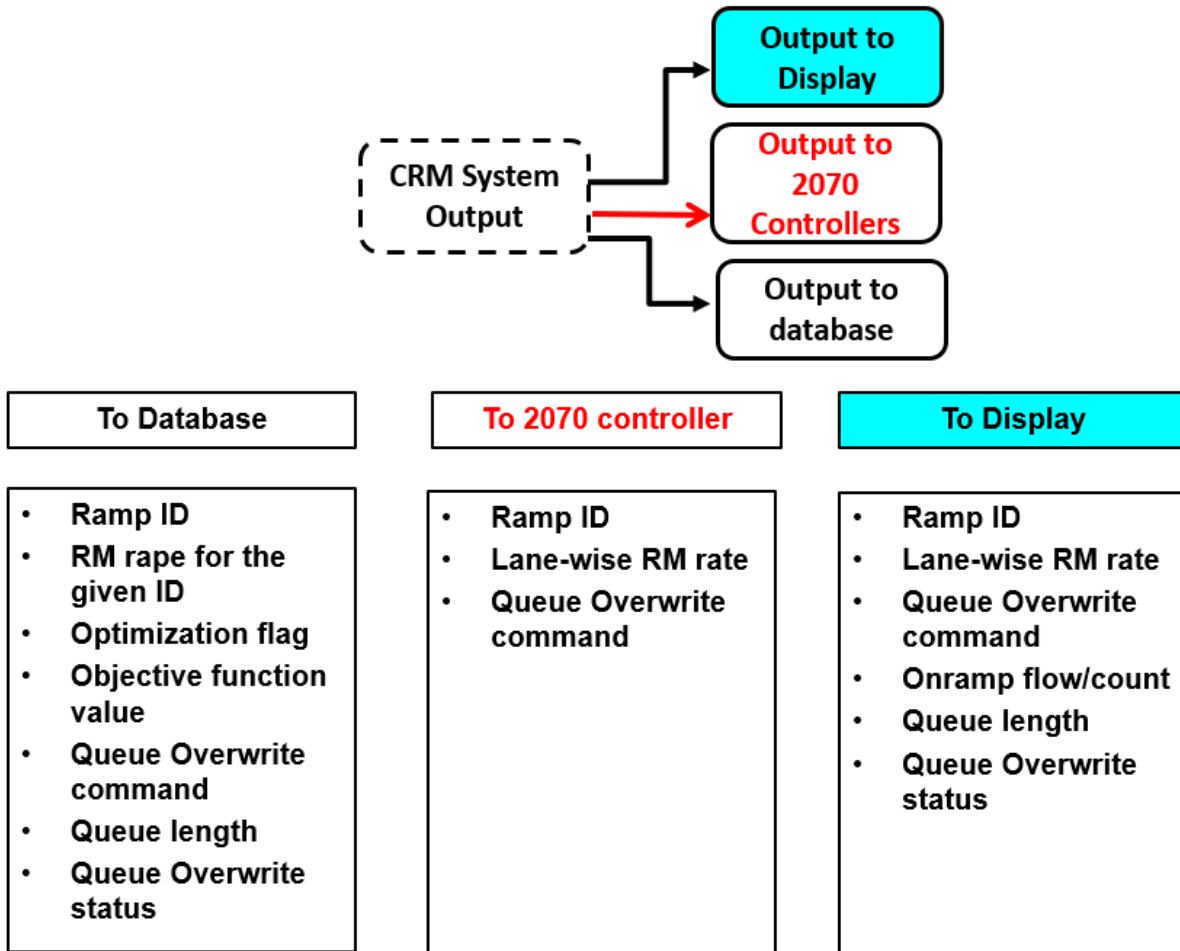 Output to
Display
CRM System
Output
Output to
2070
Controllers
Output to
database
To Database
• Ramp ID
• RM rape for the
given ID
• Optimization flag
• Objective function
value
• Queue Overwrite
command
• Queue length
• Queue Overwrite
status
To 2070 controller
• Ramp ID
• Lane-wise RM rate
• Queue Overwrite
command
To Display
• Ramp ID
• Lane-wise RM rate
• Queue Overwrite
command
• Onramp flow/count
• Queue length
• Queue Overwrite
status